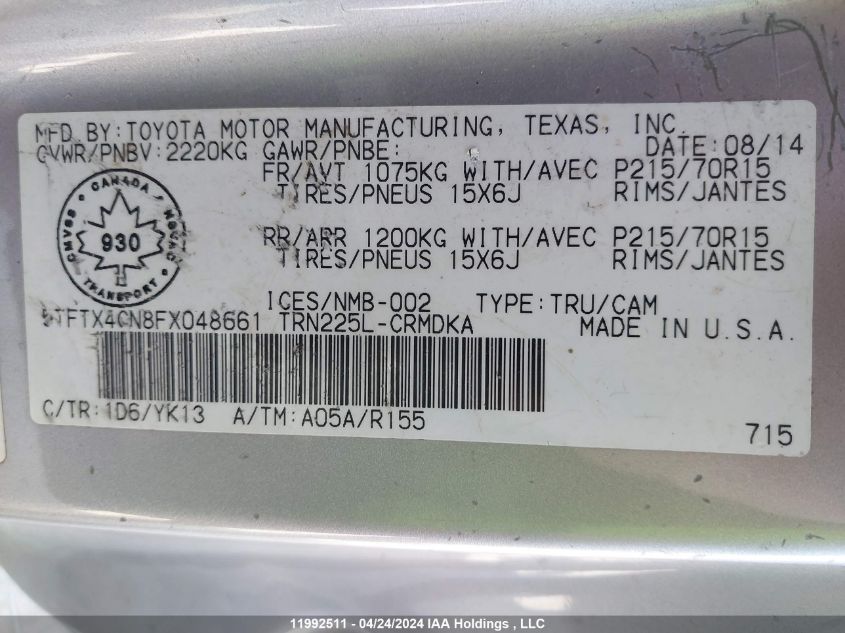 MFD BY:TOYOTA MOTOR MANUFACTURING, TEXAS, INC.
GVWR/PNBV:2220KG GAWR/PNBE: DATE:08/14
FR/AVT 1075KG WITH/AVEC P215/70R15
TIRES/PNEUS 15X6J RIMS/JANTES
RR/ARR 1200KG WITH/AVEC P215/70R15
TIRES/PNEUS 15X6J RIMS/JANTES
CANADA
930
TRANSPORT
CMVSS
NSVAC
ICES/NMB-002 TYPE:TRU/CAM
5TFTX4CN8FX048661 TRN225L-CRMDKA MADE IN U.S.A.
C/TR:1D6/YK13 A/TM:A05A/R155
715
11992511 - 04/24/2024 IAA Holdings , LLC